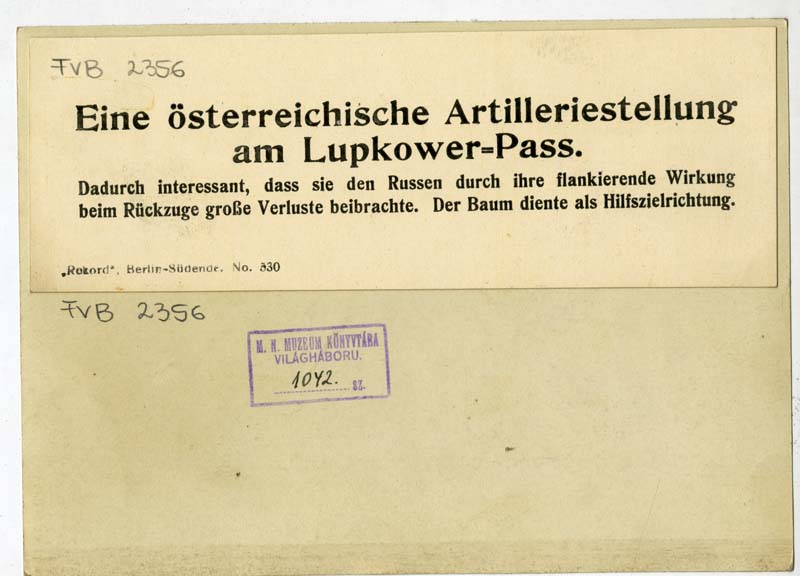 FVB 2356
Eine österreichische Artilleriestellung
am Lupkower-Pass.
Dadurch interessant, dass sie den Russen durch ihre flankierende Wirkung
beim Rückzuge große Verluste beibrachte. Der Baum diente als Hilfszielrichtung.
„Rekord“, Berlin-Südende. No. 530
FVB 2356
M. N. MUZEUM KÖNYVTÁRA
VILÁGHÁBORU.
1042. SZ.